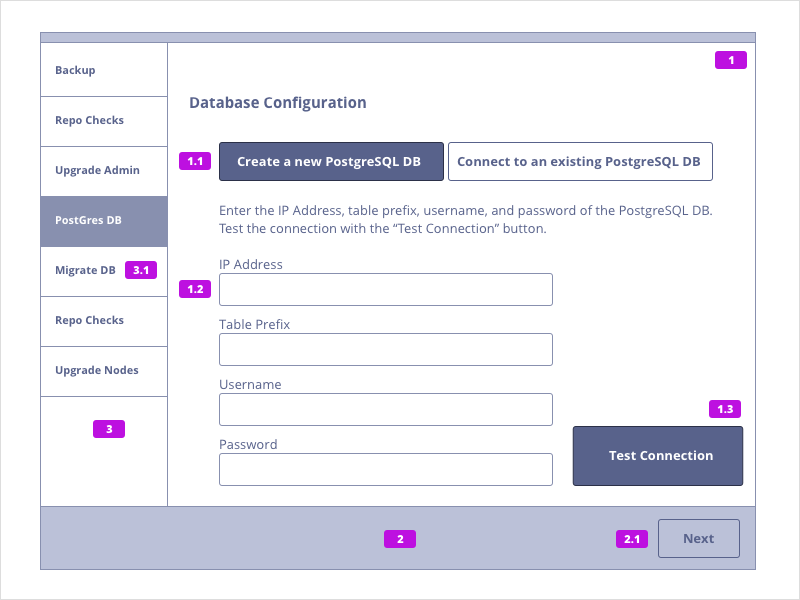 Backup
Repo Checks
Upgrade Admin
PostGres DB
Migrate DB 3.1
Repo Checks
Upgrade Nodes
3
1
Database Configuration
1.1 Create a new PostgreSQL DB Connect to an existing PostgreSQL DB
Enter the IP Address, table prefix, username, and password of the PostgreSQL DB.
Test the connection with the “Test Connection” button.
IP Address
1.2
Table Prefix
Username
Password
1.3
Test Connection
2 2.1 Next